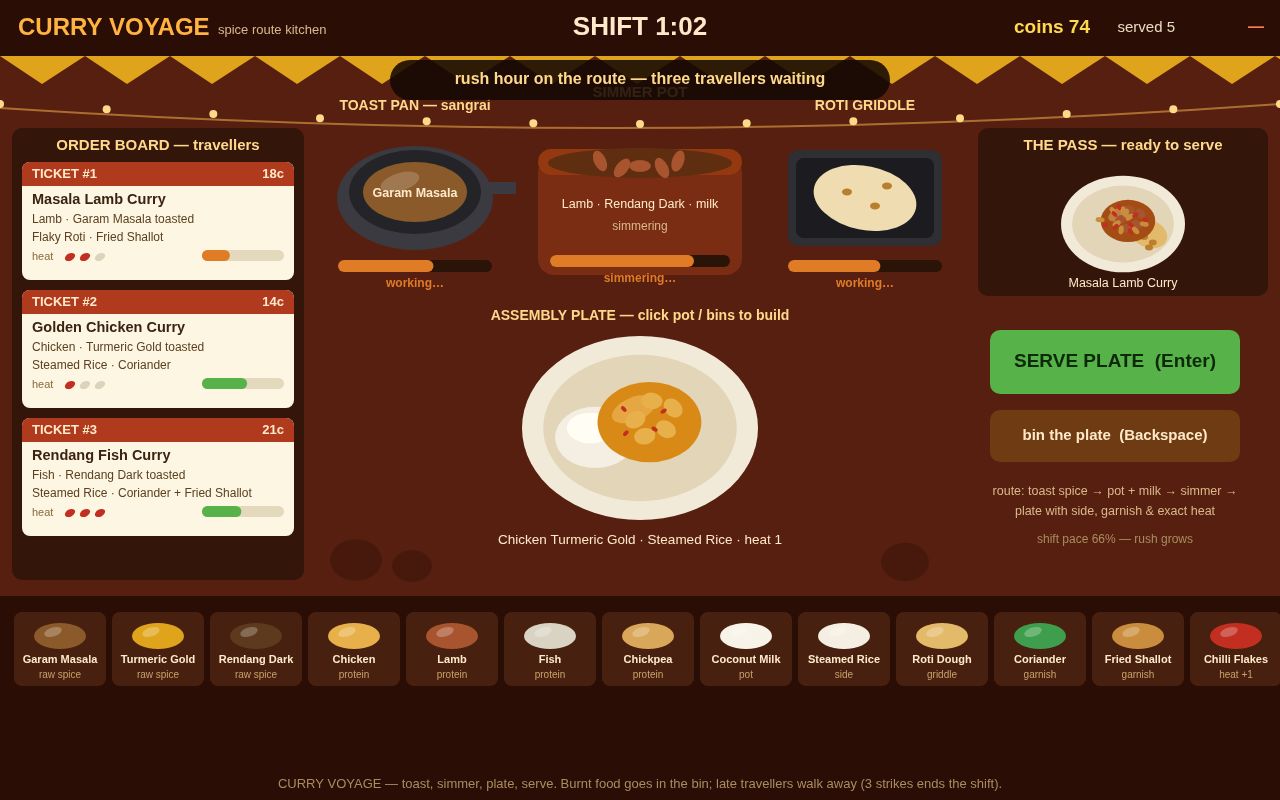 CURRY VOYAGE spice route kitchen
SHIFT 1:02
coins 74 served 5 —
rush hour on the route — three travellers waiting
SIMMER POT
TOAST PAN — sangrai
ROTI GRIDDLE
ORDER BOARD — travellers
TICKET #1 18c
Masala Lamb Curry
Lamb · Garam Masala toasted
Flaky Roti · Fried Shallot
heat
TICKET #2 14c
Golden Chicken Curry
Chicken · Turmeric Gold toasted
Steamed Rice · Coriander
heat
TICKET #3 21c
Rendang Fish Curry
Fish · Rendang Dark toasted
Steamed Rice · Coriander + Fried Shallot
heat
Garam Masala
working…
Lamb · Rendang Dark · milk
simmering
simmering…
working…
ASSEMBLY PLATE — click pot / bins to build
Chicken Turmeric Gold · Steamed Rice · heat 1
THE PASS — ready to serve
Masala Lamb Curry
SERVE PLATE (Enter)
bin the plate (Backspace)
route: toast spice → pot + milk → simmer →
plate with side, garnish & exact heat
shift pace 66% — rush grows
Garam Masala
raw spice
Turmeric Gold
raw spice
Rendang Dark
raw spice
Chicken
protein
Lamb
protein
Fish
protein
Chickpea
protein
Coconut Milk
pot
Steamed Rice
side
Roti Dough
griddle
Coriander
garnish
Fried Shallot
garnish
Chilli Flakes
heat +1
CURRY VOYAGE — toast, simmer, plate, serve. Burnt food goes in the bin; late travellers walk away (3 strikes ends the shift).